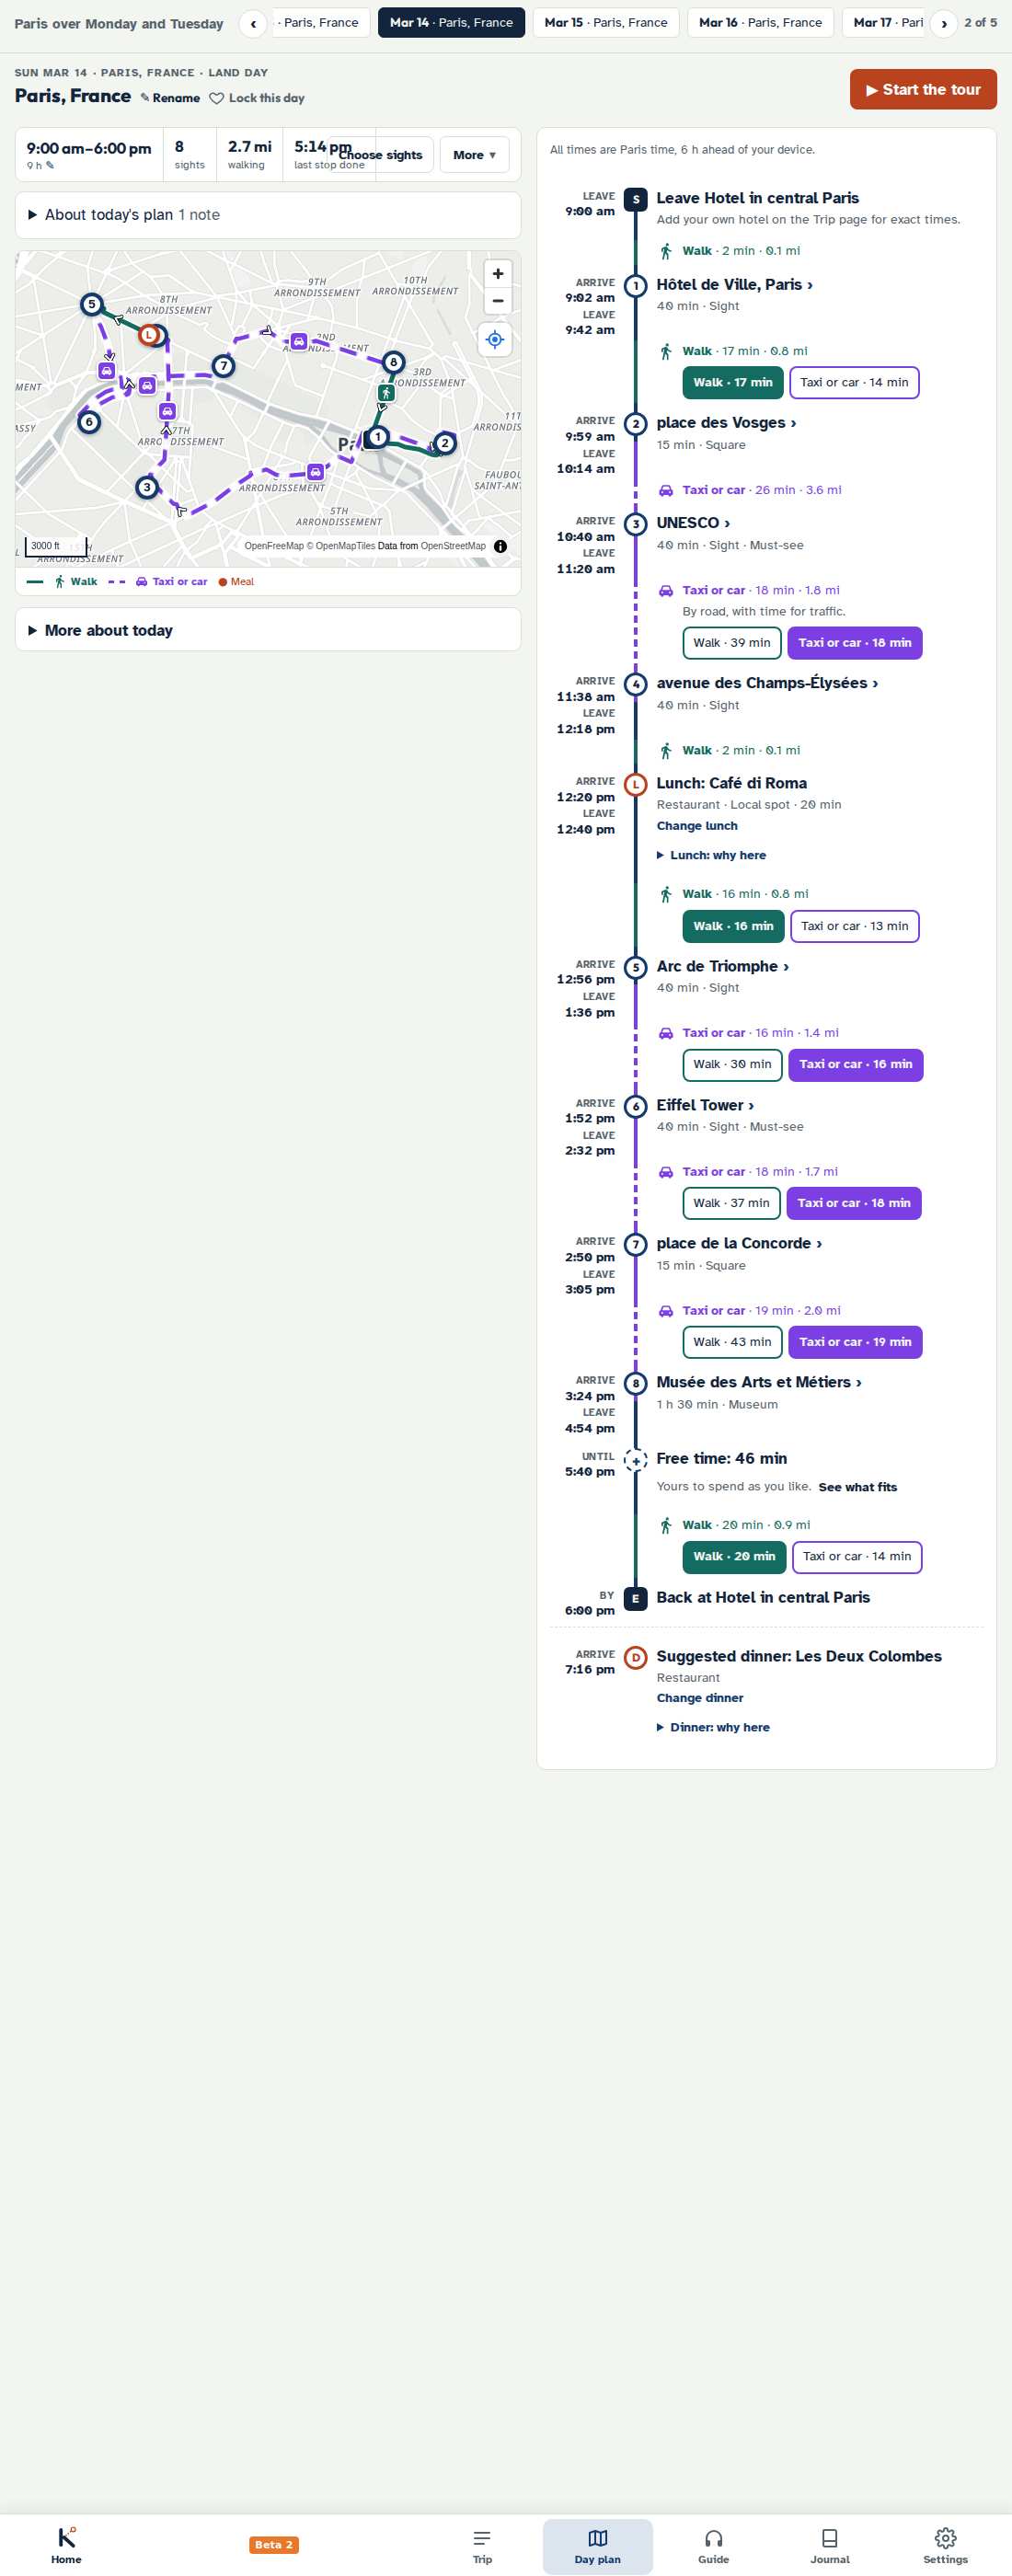 Paris over Monday and Tuesday
‹
· Paris, France
Mar 14 · Paris, France
Mar 15 · Paris, France
Mar 16 · Paris, France
Mar 17 · Pari
›
2 of 5
SUN MAR 14 · PARIS, FRANCE · LAND DAY
Paris, France ✎ Rename Lock this day
▶ Start the tour
9:00 am–6:00 pm
9 h ✎
8
sights
2.7 mi
walking
5:14 pm
last stop done
Choose sights
More ▾
▶ About today's plan 1 note
9TH
ARRONDISSEMENT
10TH
ARRONDISSEMENT
8TH
ARRONDISSEMENT
3RD
7TH
ARRONDISSEMENT
5TH
ARRONDISSEMENT
FAUBOU
SAINT-ANT
ARRONDISSEMENT
5
L
7
8
6
1
2
3
+
−
3000 ft
OpenFreeMap © OpenMapTiles Data from OpenStreetMap
Walk
Taxi or car
Meal
▶ More about today
All times are Paris time, 6 h ahead of your device.
LEAVE
9:00 am
S
Leave Hotel in central Paris
Add your own hotel on the Trip page for exact times.
Walk · 2 min · 0.1 mi
ARRIVE
9:02 am
LEAVE
9:42 am
1
Hôtel de Ville, Paris ›
40 min · Sight
Walk · 17 min · 0.8 mi
Walk · 17 min
Taxi or car · 14 min
ARRIVE
9:59 am
LEAVE
10:14 am
2
place des Vosges ›
15 min · Square
Taxi or car · 26 min · 3.6 mi
ARRIVE
10:40 am
LEAVE
11:20 am
3
UNESCO ›
40 min · Sight · Must-see
Taxi or car · 18 min · 1.8 mi
By road, with time for traffic.
Walk · 39 min
Taxi or car · 18 min
ARRIVE
11:38 am
LEAVE
12:18 pm
4
avenue des Champs-Élysées ›
40 min · Sight
Walk · 2 min · 0.1 mi
ARRIVE
12:20 pm
LEAVE
12:40 pm
L
Lunch: Café di Roma
Restaurant · Local spot · 20 min
Change lunch
▶ Lunch: why here
Walk · 16 min · 0.8 mi
Walk · 16 min
Taxi or car · 13 min
ARRIVE
12:56 pm
LEAVE
1:36 pm
5
Arc de Triomphe ›
40 min · Sight
Taxi or car · 16 min · 1.4 mi
Walk · 30 min
Taxi or car · 16 min
ARRIVE
1:52 pm
LEAVE
2:32 pm
6
Eiffel Tower ›
40 min · Sight · Must-see
Taxi or car · 18 min · 1.7 mi
Walk · 37 min
Taxi or car · 18 min
ARRIVE
2:50 pm
LEAVE
3:05 pm
7
place de la Concorde ›
15 min · Square
Taxi or car · 19 min · 2.0 mi
Walk · 43 min
Taxi or car · 19 min
ARRIVE
3:24 pm
LEAVE
4:54 pm
8
Musée des Arts et Métiers ›
1 h 30 min · Museum
UNTIL
5:40 pm
+
Free time: 46 min
Yours to spend as you like. See what fits
Walk · 20 min · 0.9 mi
Walk · 20 min
Taxi or car · 14 min
BY
6:00 pm
E
Back at Hotel in central Paris
ARRIVE
7:16 pm
D
Suggested dinner: Les Deux Colombes
Restaurant
Change dinner
▶ Dinner: why here
Home
Beta 2
Trip
Day plan
Guide
Journal
Settings